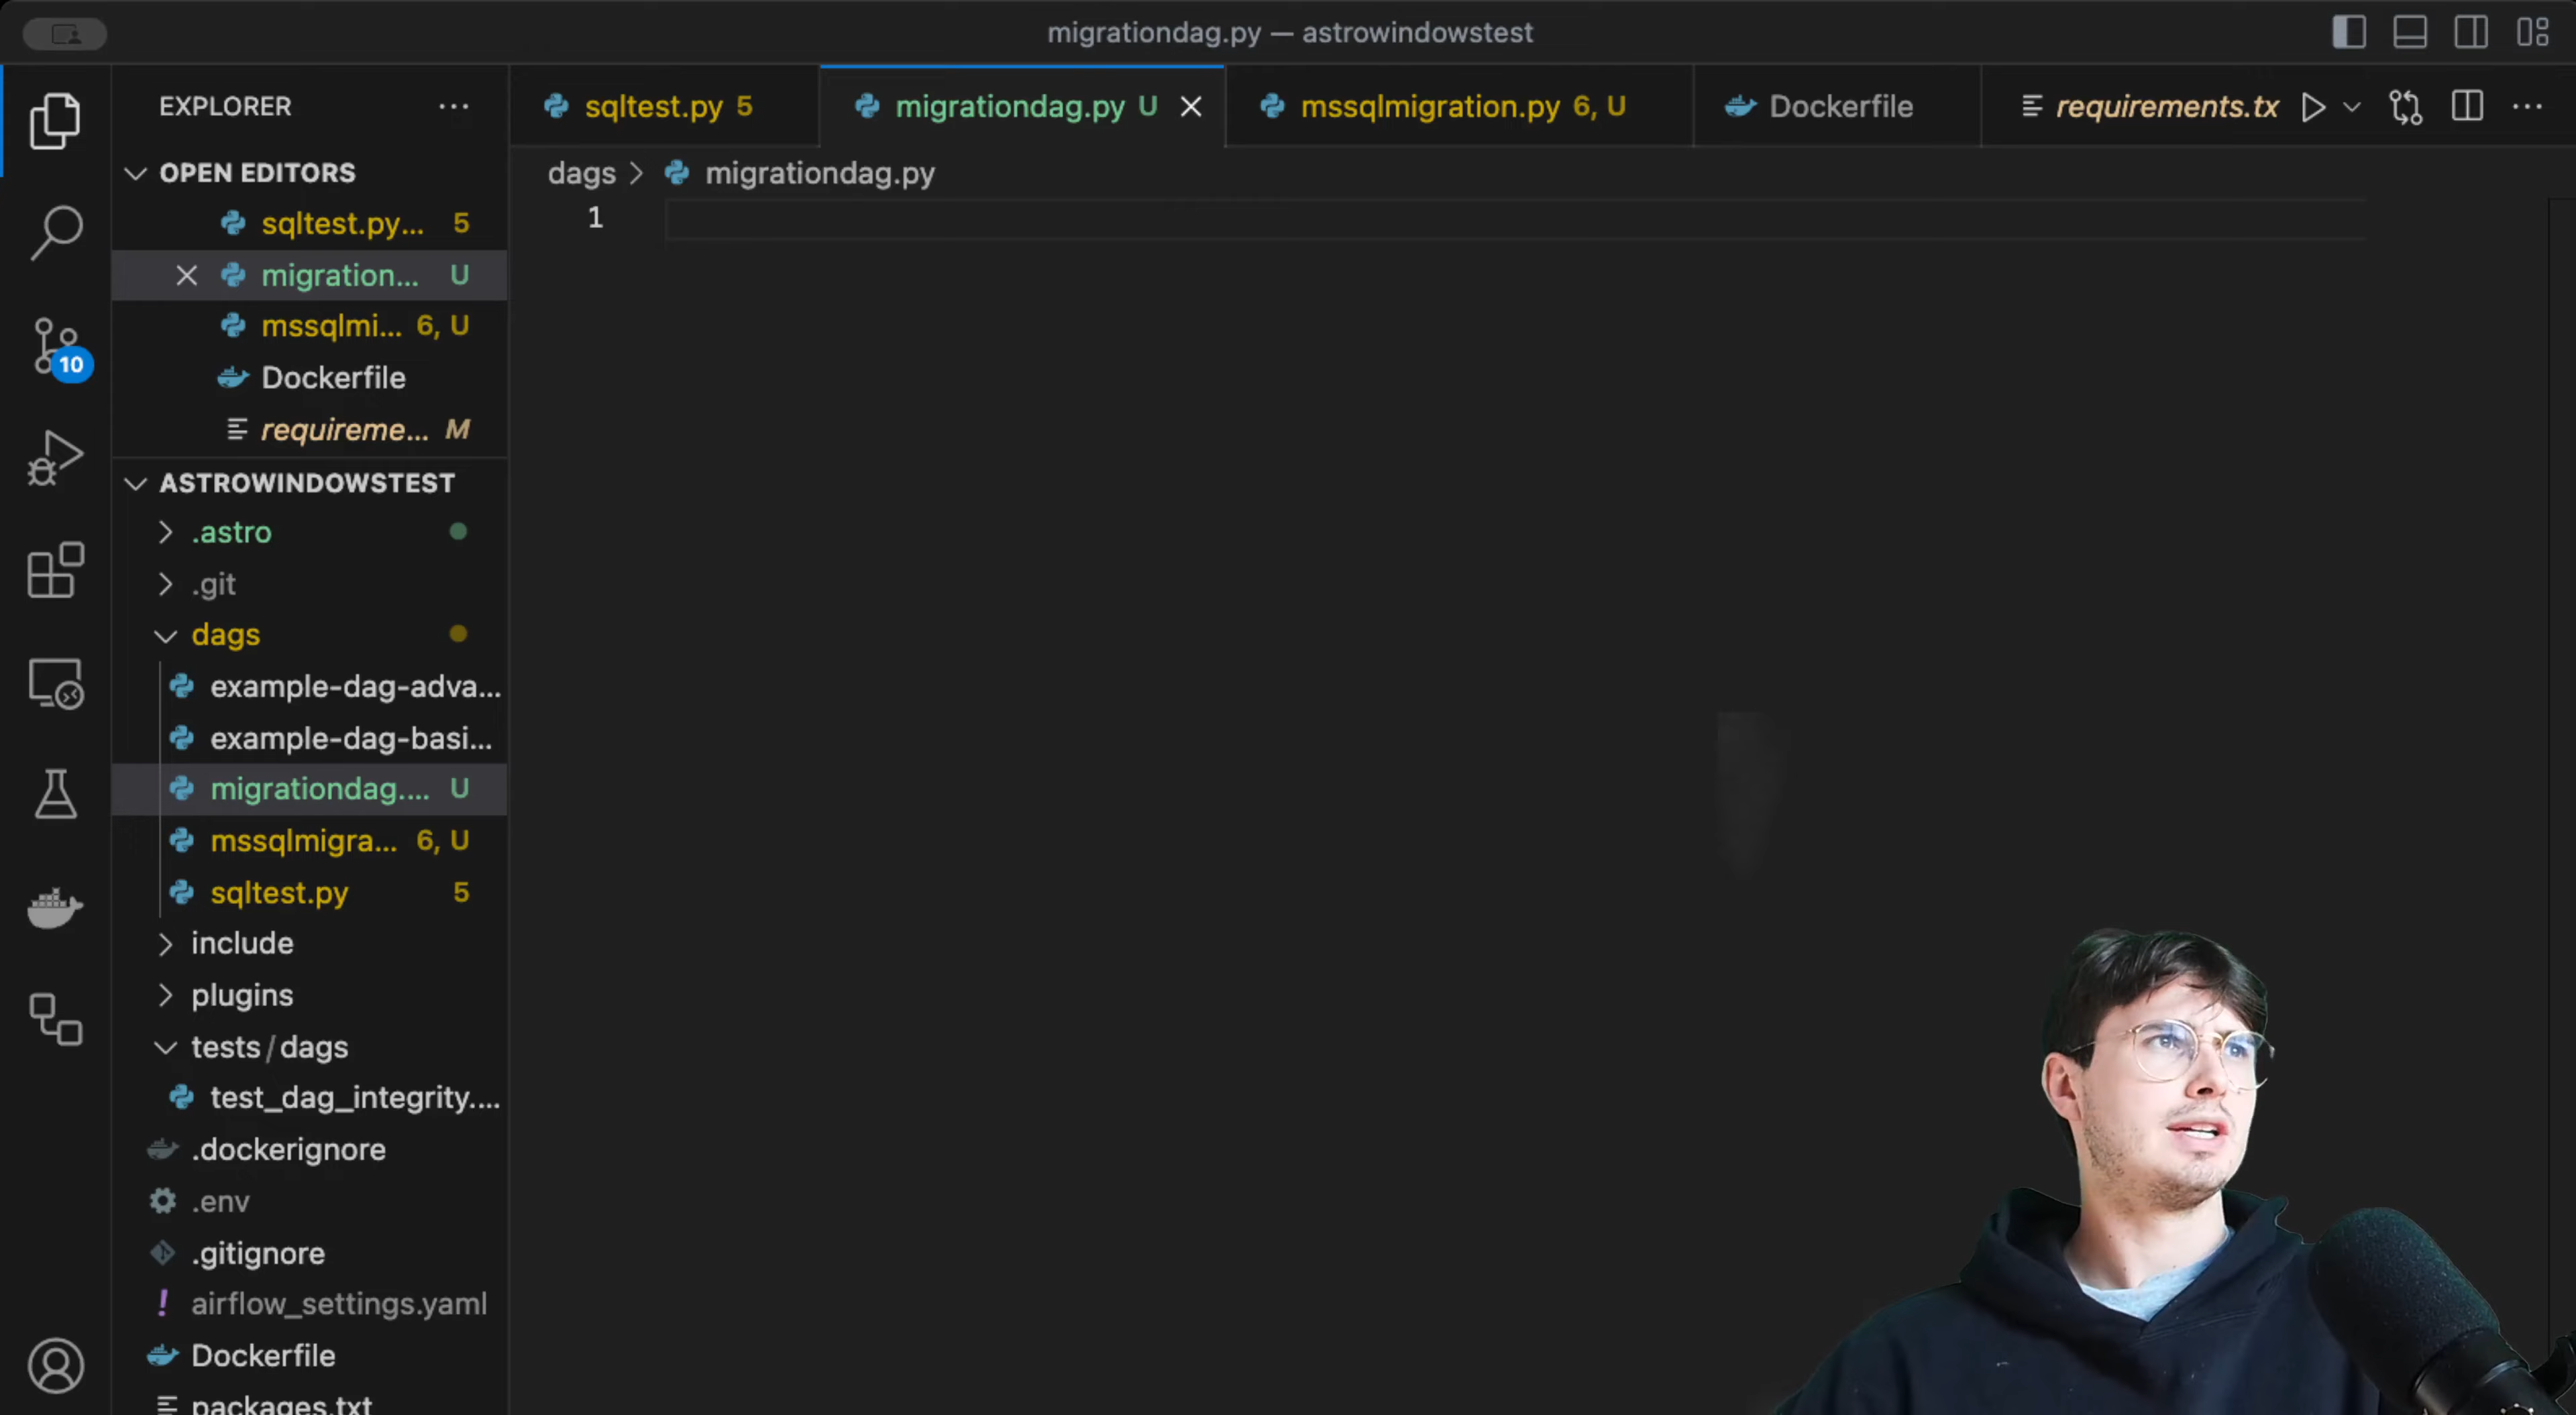 migrationdag.py — astrowindowstest
EXPLORER
sqltest.py 5
migrationdag.py U
mssqlmigration.py 6, U
Dockerfile
requirements.tx
OPEN EDITORS
dags > migrationdag.py
1
sqltest.py... 5
migration... U
mssqlmi... 6, U
Dockerfile
requireme... M
10
ASTROWINDOWSTEST
.astro
.git
dags
example-dag-adva...
example-dag-basi...
migrationdag.... U
mssqlmigra... 6, U
sqltest.py 5
include
plugins
tests/dags
test_dag_integrity....
.dockerignore
.env
.gitignore
airflow_settings.yaml
Dockerfile
packages.txt